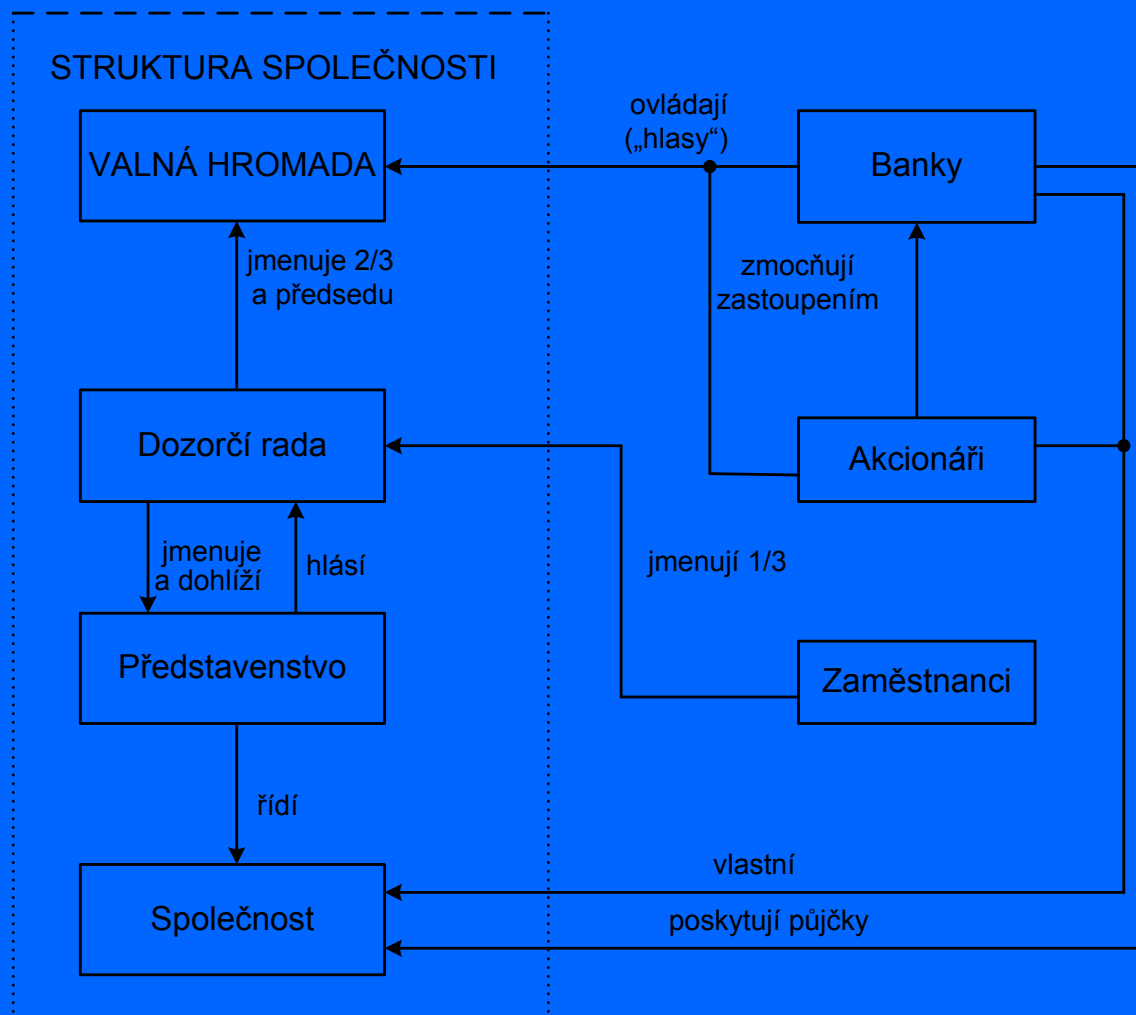 STRUKTURA SPOLEČNOSTI
ovládají
(„hlasy“)
VALNÁ HROMADA
Banky
jmenuje 2/3
a předsedu
zmocňují
zastoupením
Dozorčí rada
Akcionáři
jmenuje
a dohlíží
hlásí
jmenují 1/3
Představenstvo
Zaměstnanci
řídí
vlastní
Společnost
poskytují půjčky